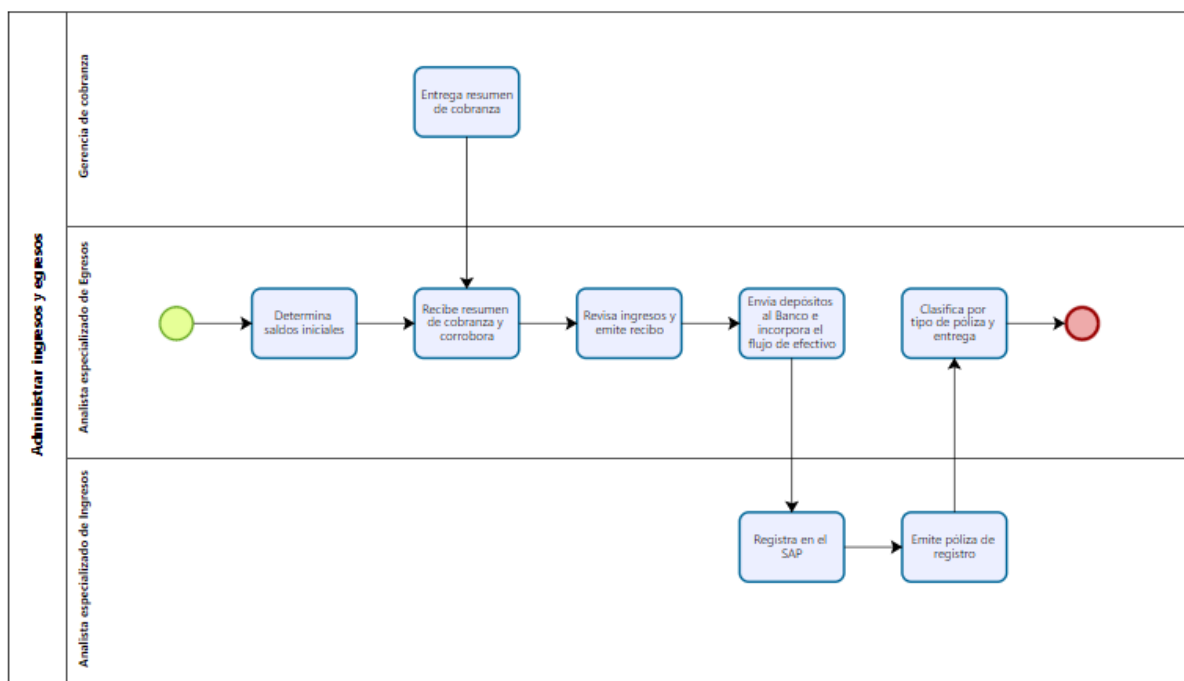 Administrar ingresos y egresos
Gerencia de cobranza
Entrega resumen
de cobranza
Analista especializado de Egresos
Determina
saldos iniciales
Recibe resumen
de cobranza y
corrobora
Revisa ingresos y
emite recibo
Envía depósitos
al Banco e
incorpora el
flujo de efectivo
Clasifica por
tipo de póliza y
entrega
Analista especializado de Ingresos
Registra en el
SAP
Emite póliza de
registro